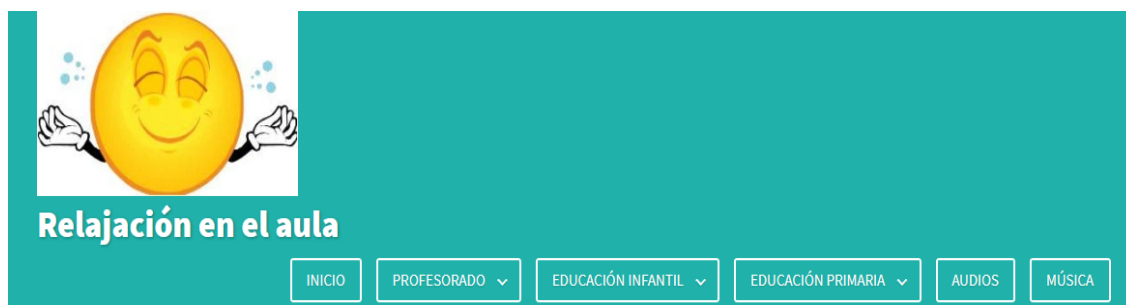 Relajación en el aula
INICIO PROFESORADO EDUCACIÓN INFANTIL EDUCACIÓN PRIMARIA AUDIOS MÚSICA